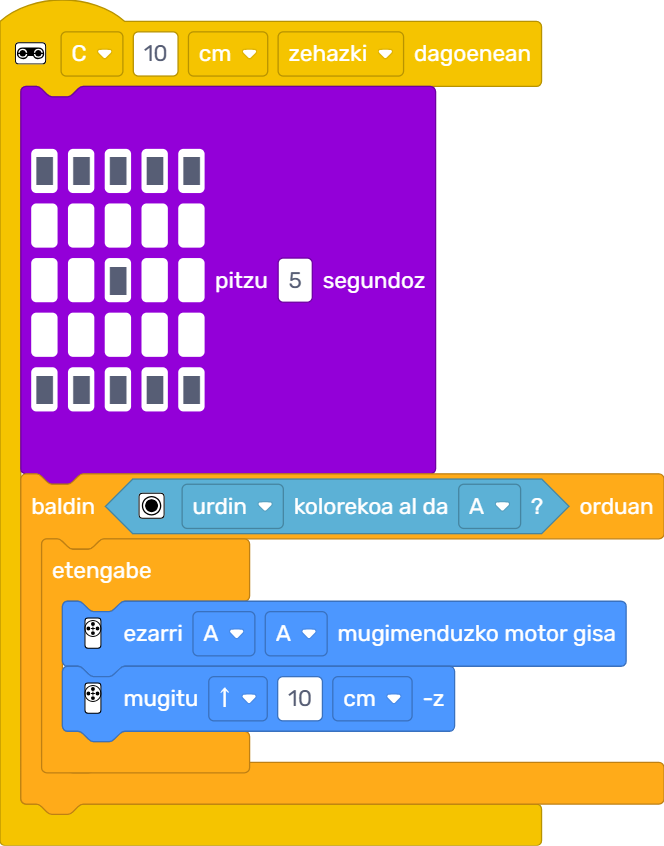 C 10 cm zehazki dagoenean
pitzu 5 segundoz
baldin urdin kolorekoa al da A ? orduan
etengabe
ezarri A A mugimenduzko motor gisa
mugitu ↑ 10 cm -z